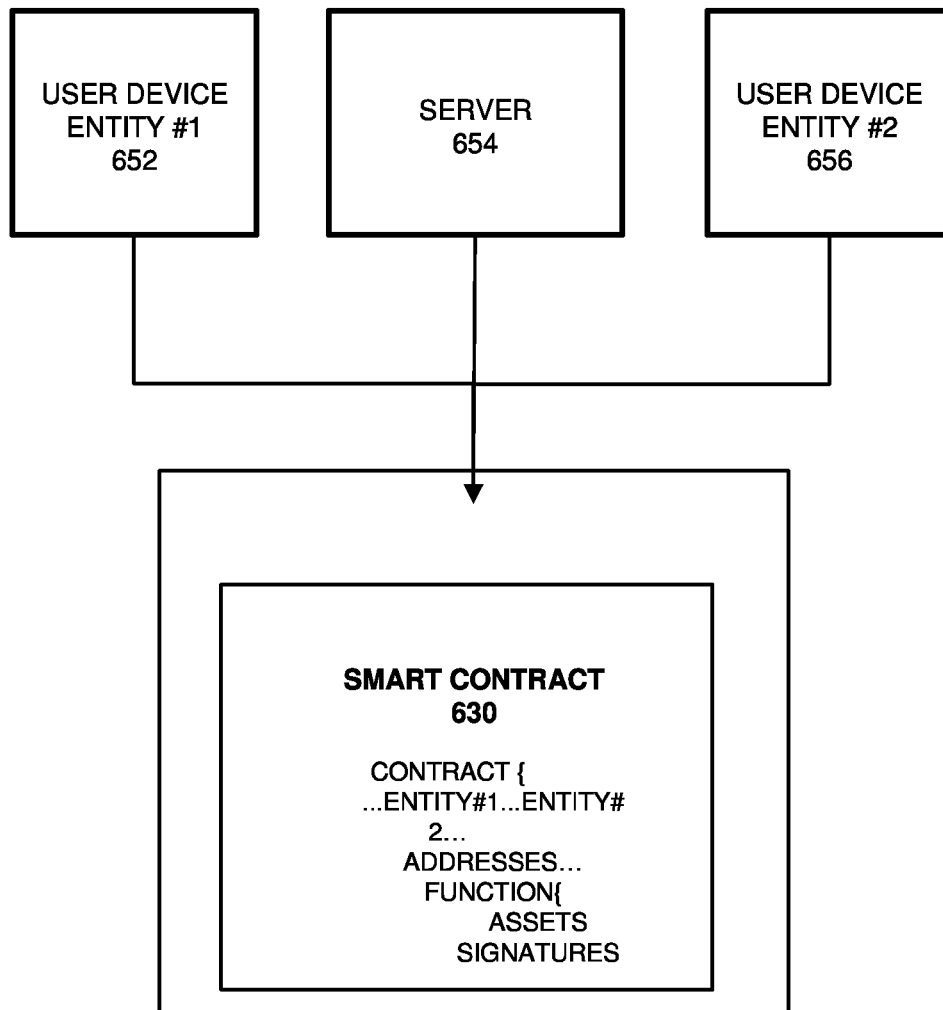 USER DEVICE
ENTITY #1
652
SERVER
654
USER DEVICE
ENTITY #2
656
SMART CONTRACT
630
CONTRACT {
...ENTITY#1...ENTITY#
2...
ADDRESSES...
FUNCTION{
ASSETS
SIGNATURES